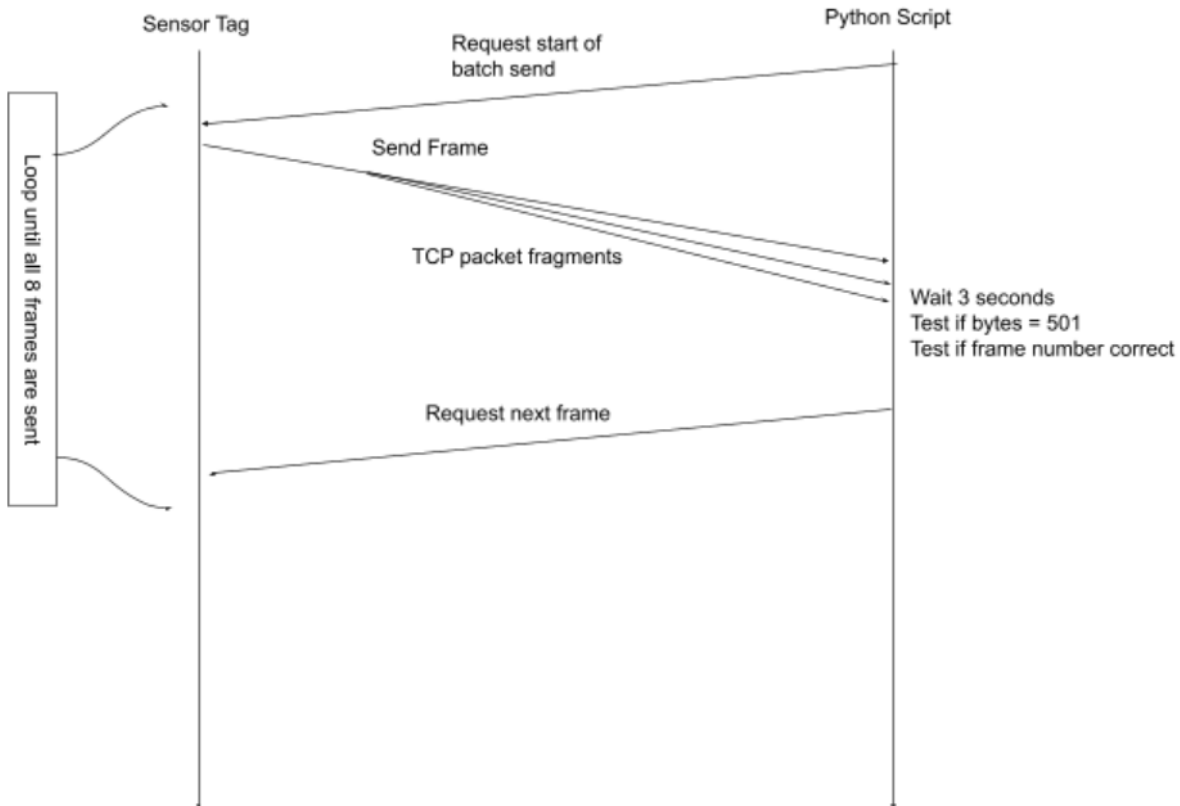 Sensor Tag
Python Script
Request start of
batch send
Loop until all 8 frames are sent
Send Frame
TCP packet fragments
Wait 3 seconds
Test if bytes = 501
Test if frame number correct
Request next frame